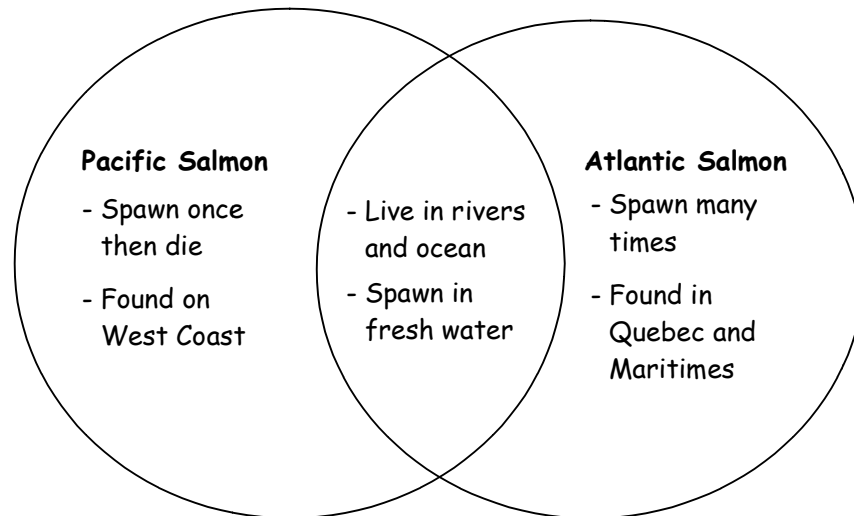 Pacific Salmon
- Spawn once
then die
- Found on
West Coast
- Live in rivers
and ocean
- Spawn in
fresh water
Atlantic Salmon
- Spawn many
times
- Found in
Quebec and
Maritimes